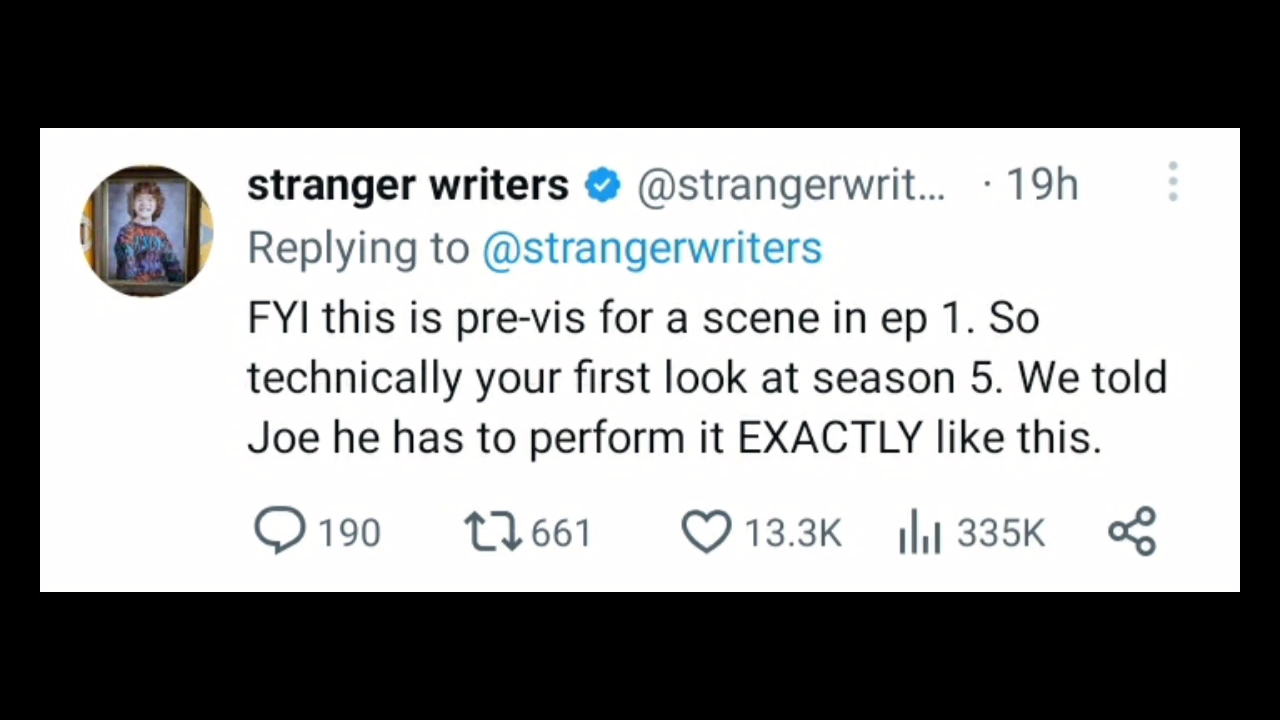 stranger writers @strangerwrit... · 19h
Replying to @strangerwriters
FYI this is pre-vis for a scene in ep 1. So
technically your first look at season 5. We told
Joe he has to perform it EXACTLY like this.
190 661 13.3K 335K